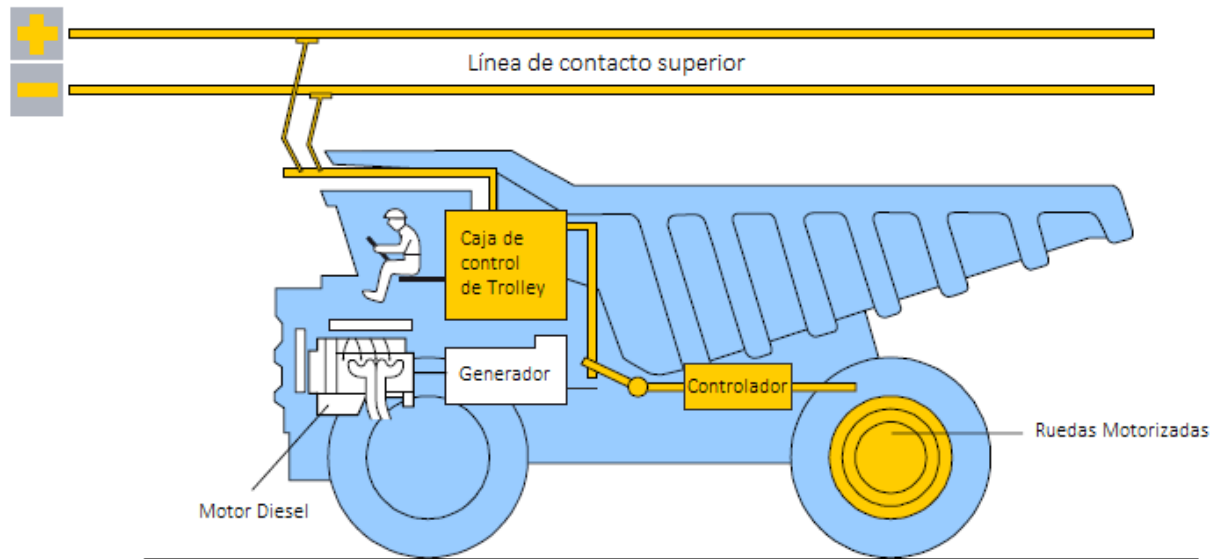 +
Línea de contacto superior
−
Caja de
control
de Trolley
Generador
Controlador
Ruedas Motorizadas
Motor Diesel